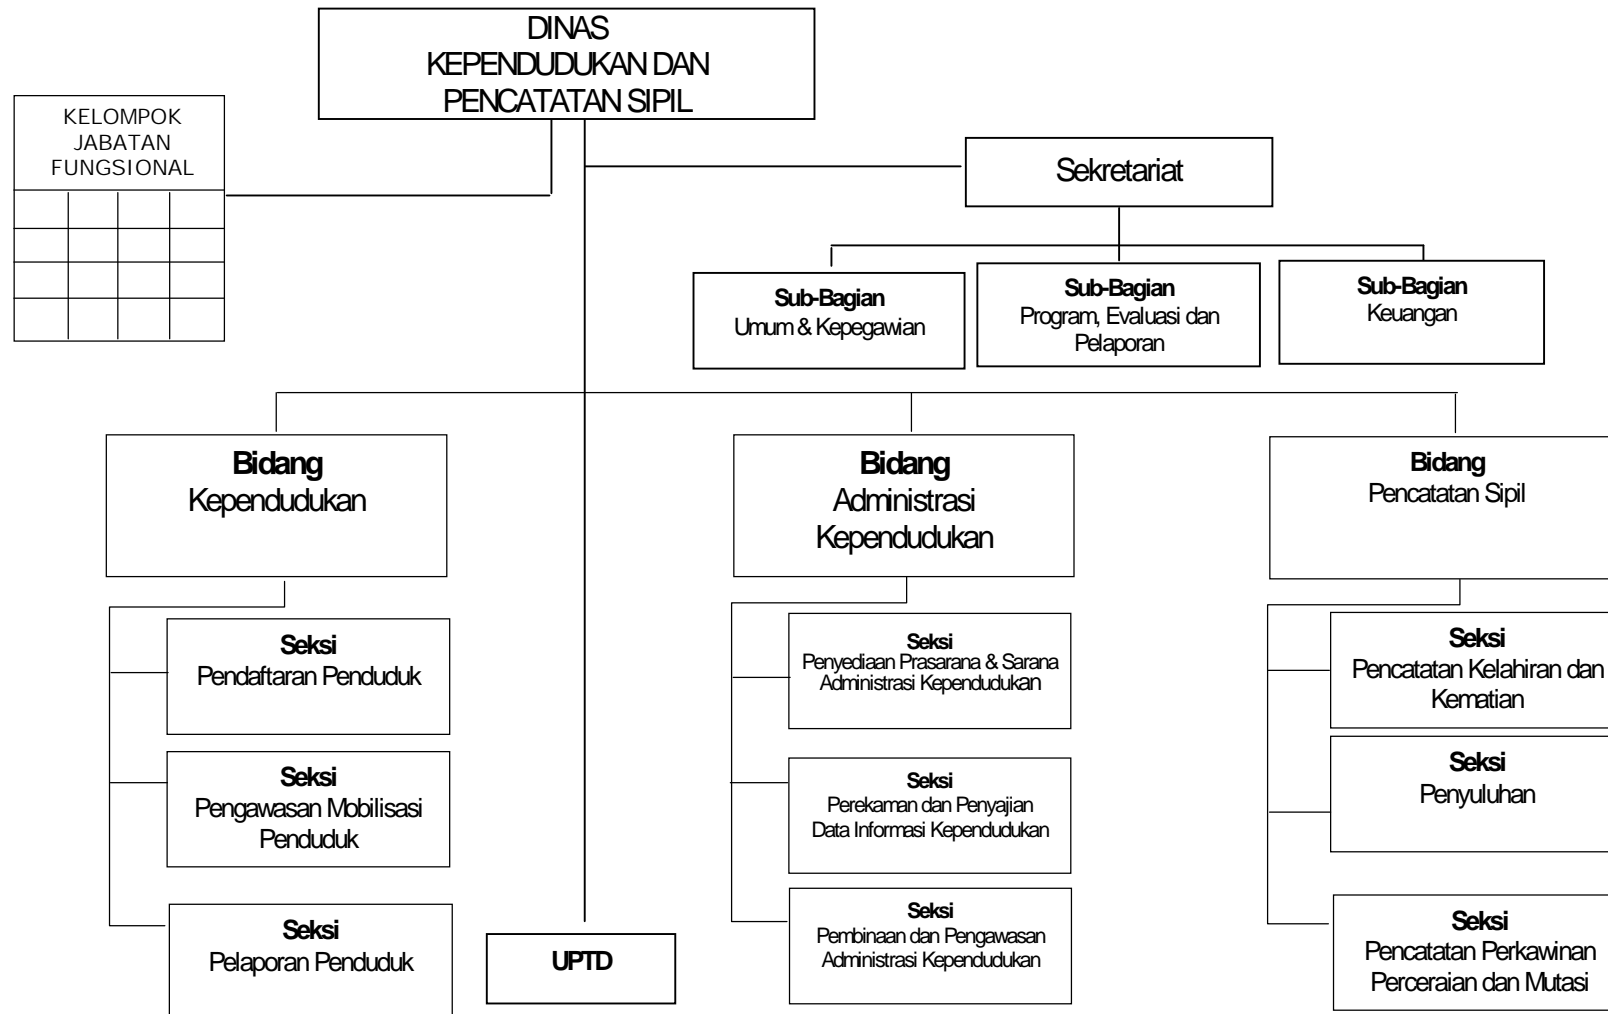 DINAS
KEPENDUDUKAN DAN
PENCATATAN SIPIL
KELOMPOK
JABATAN
FUNGSIONAL
Sekretariat
Sub-Bagian
Umum & Kepegawian
Sub-Bagian
Program, Evaluasi dan
Pelaporan
Sub-Bagian
Keuangan
Bidang
Kependudukan
Bidang
Administrasi
Kependudukan
Bidang
Pencatatan Sipil
Seksi
Pendaftaran Penduduk
Seksi
Pengawasan Mobilisasi
Penduduk
Seksi
Pelaporan Penduduk
UPTD
Seksi
Penyediaan Prasarana & Sarana
Administrasi Kependudukan
Seksi
Perekaman dan Penyajian
Data Informasi Kependudukan
Seksi
Pembinaan dan Pengawasan
Administrasi Kependudukan
Seksi
Pencatatan Kelahiran dan
Kematian
Seksi
Penyuluhan
Seksi
Pencatatan Perkawinan
Perceraian dan Mutasi